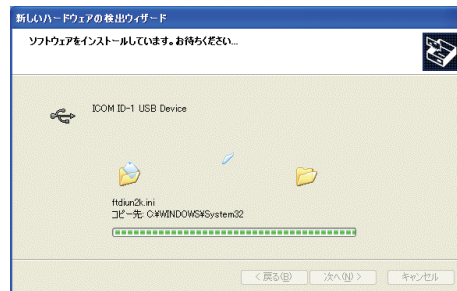 新しいハードウェアの検出ウィザード
ソフトウェアをインストールしています。お待ちください...
ICOM ID-1 USB Device
ftdiun2k.ini
コピー先: C:¥WINDOWS¥System32
< 戻る(B)
次へ(N) >
キャンセル